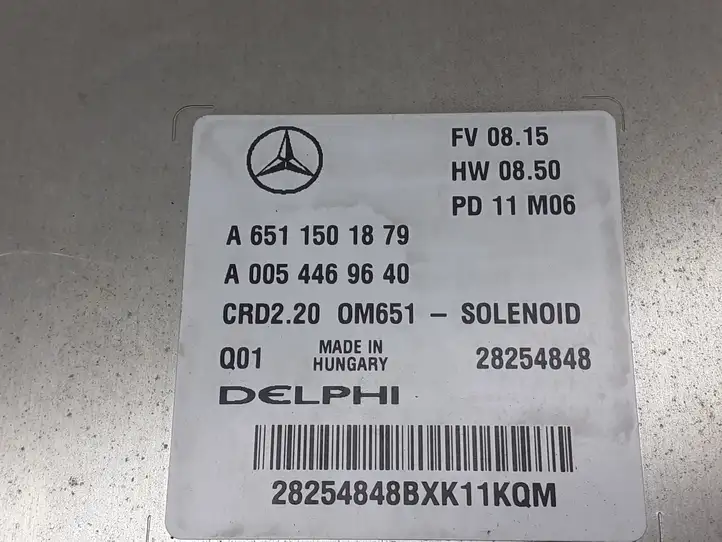 FV 08.15
HW 08.50
PD 11 M06
A 651 150 18 79
A 005 446 96 40
CRD2.20 OM651 – SOLENOID
Q01 MADE IN HUNGARY 28254848
DELPHI
28254848BXK11KQM